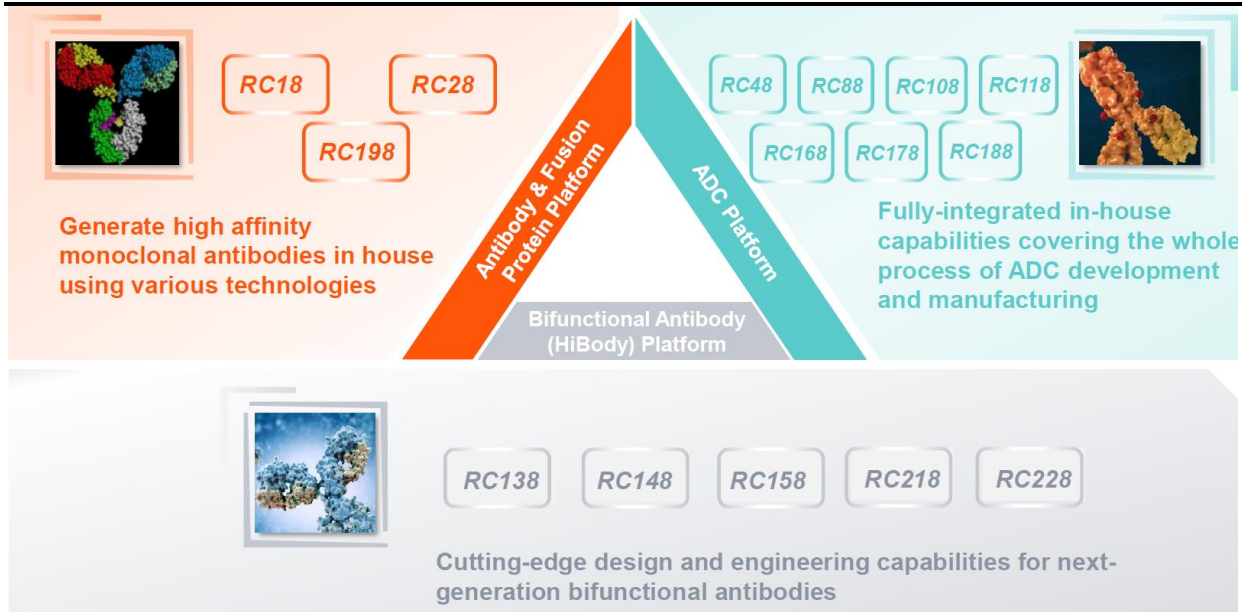 RC18
RC28
RC198
Generate high affinity
monoclonal antibodies in house
using various technologies
Antibody & Fusion
Protein Platform
ADC Platform
Bifunctional Antibody
(HiBody) Platform
RC48
RC88
RC108
RC118
RC168
RC178
RC188
Fully-integrated in-house
capabilities covering the whole
process of ADC development
and manufacturing
RC138
RC148
RC158
RC218
RC228
Cutting-edge design and engineering capabilities for next-
generation bifunctional antibodies